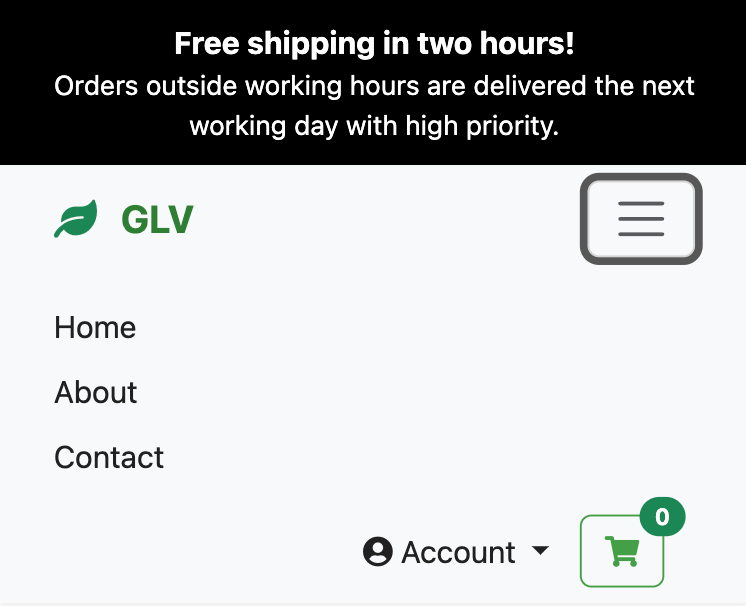 Free shipping in two hours!
Orders outside working hours are delivered the next
working day with high priority.
GLV
Home
About
Contact
0
Account